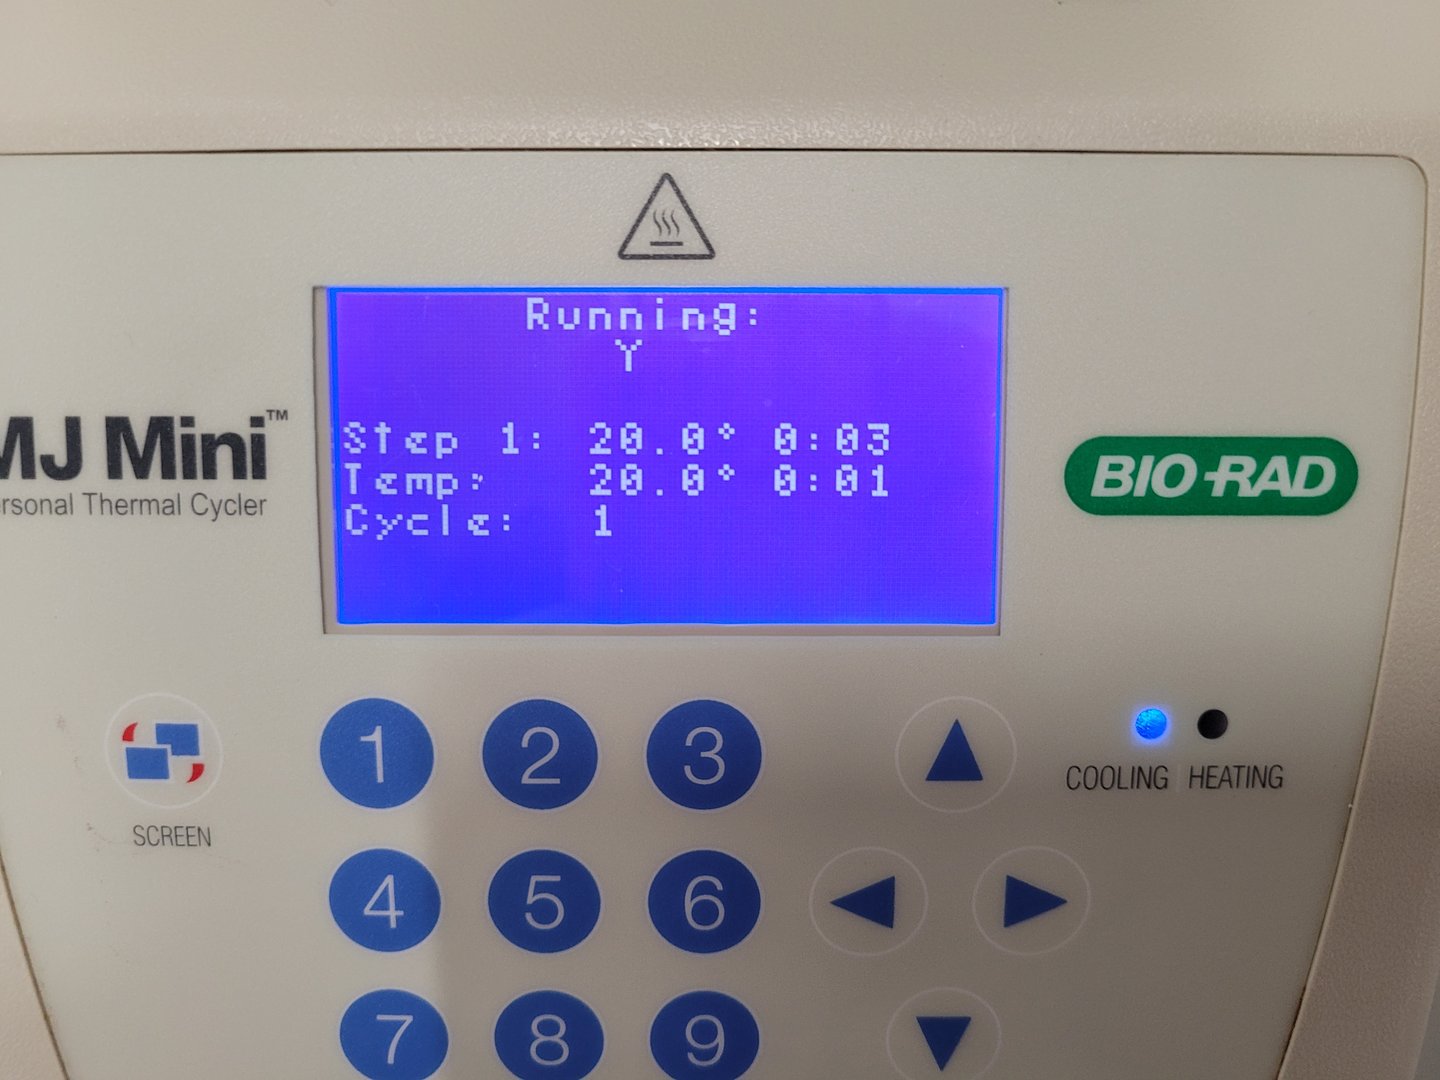 Running:
Y
Step 1: 20.0° 0:03
Temp: 20.0° 0:01
Cycle: 1
MJ Mini™
Thermal Cycler
BIO-RAD
SCREEN
1 2 3
COOLING HEATING
4 5 6
7 8 9